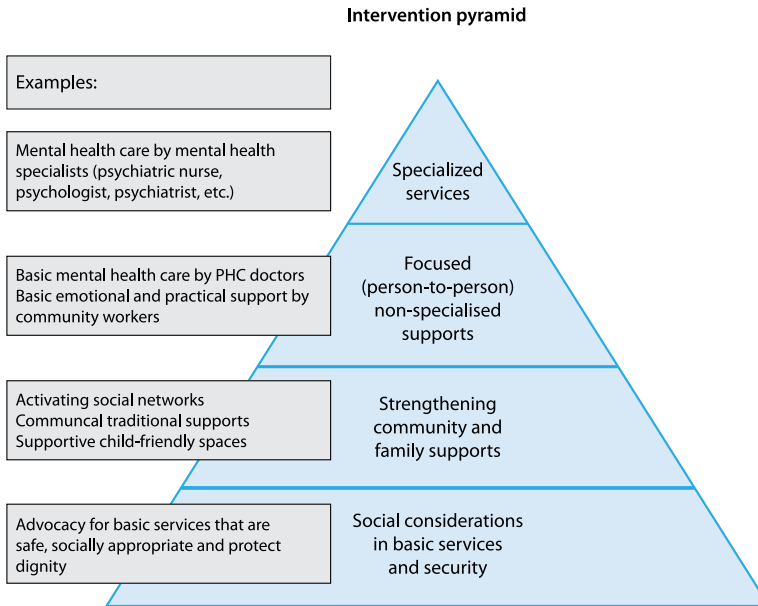 Intervention pyramid
Examples:
Mental health care by mental health
specialists (psychiatric nurse,
psychologist, psychiatrist, etc.)
Specialized
services
Basic mental health care by PHC doctors
Basic emotional and practical support by
community workers
Focused
(person-to-person)
non-specialised
supports
Activating social networks
Communcal traditional supports
Supportive child-friendly spaces
Strengthening
community and
family supports
Advocacy for basic services that are
safe, socially appropriate and protect
dignity
Social considerations
in basic services
and security